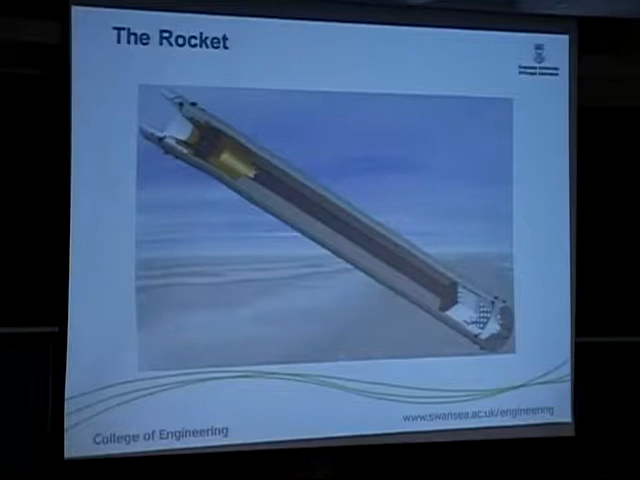 The Rocket
College of Engineering
www.swansea.ac.uk/engineering